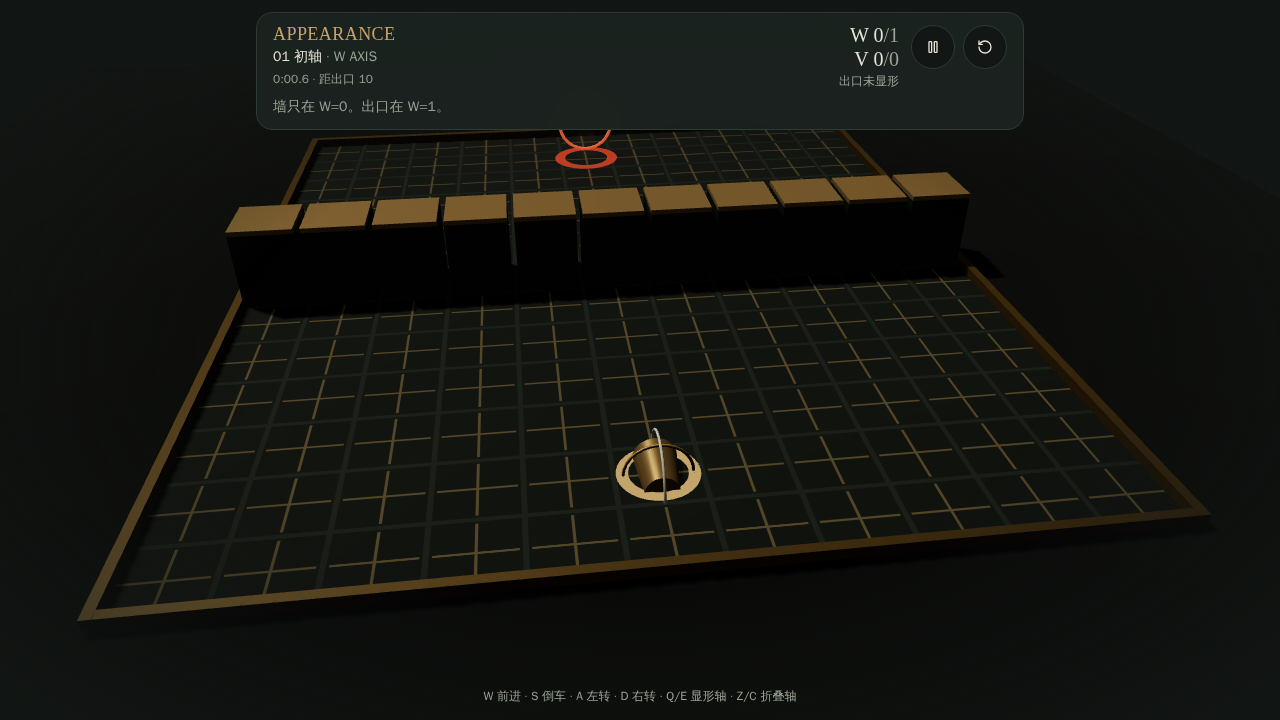 APPEARANCE
01 初轴 · W AXIS
0:00.6 · 距出口 10
墙只在 W=0。出口在 W=1。
W 0/1
V 0/0
出口未显形
W 前进 · S 倒车 · A 左转 · D 右转 · Q/E 显形轴 · Z/C 折叠轴